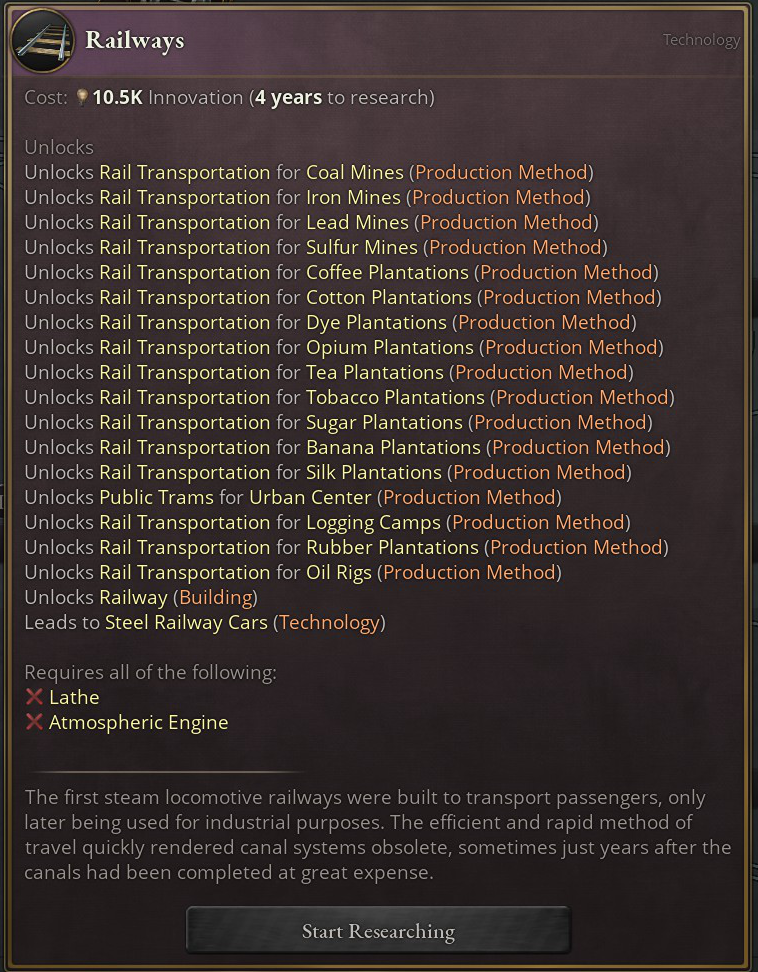 Railways
Technology
Cost: 10.5K Innovation (4 years to research)
Unlocks
Unlocks Rail Transportation for Coal Mines (Production Method)
Unlocks Rail Transportation for Iron Mines (Production Method)
Unlocks Rail Transportation for Lead Mines (Production Method)
Unlocks Rail Transportation for Sulfur Mines (Production Method)
Unlocks Rail Transportation for Coffee Plantations (Production Method)
Unlocks Rail Transportation for Cotton Plantations (Production Method)
Unlocks Rail Transportation for Dye Plantations (Production Method)
Unlocks Rail Transportation for Opium Plantations (Production Method)
Unlocks Rail Transportation for Tea Plantations (Production Method)
Unlocks Rail Transportation for Tobacco Plantations (Production Method)
Unlocks Rail Transportation for Sugar Plantations (Production Method)
Unlocks Rail Transportation for Banana Plantations (Production Method)
Unlocks Rail Transportation for Silk Plantations (Production Method)
Unlocks Public Trams for Urban Center (Production Method)
Unlocks Rail Transportation for Logging Camps (Production Method)
Unlocks Rail Transportation for Rubber Plantations (Production Method)
Unlocks Rail Transportation for Oil Rigs (Production Method)
Unlocks Railway (Building)
Leads to Steel Railway Cars (Technology)
Requires all of the following:
Lathe
Atmospheric Engine
The first steam locomotive railways were built to transport passengers, only
later being used for industrial purposes. The efficient and rapid method of
travel quickly rendered canal systems obsolete, sometimes just years after the
canals had been completed at great expense.
Start Researching